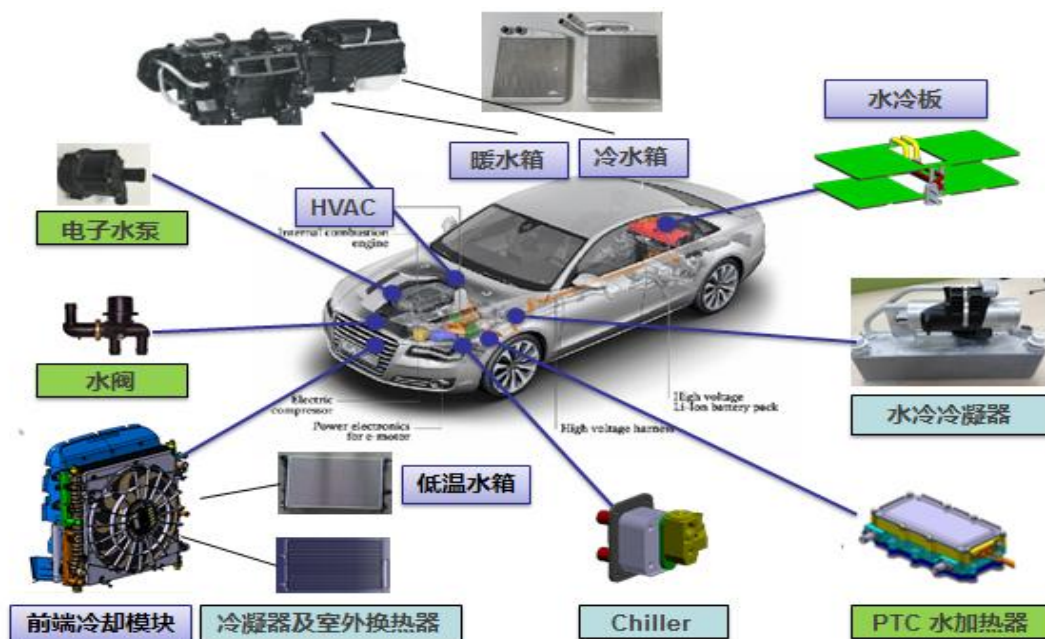 水冷板
暖水箱
冷水箱
HVAC
电子水泵
Internal combustion
engine
水阀
Electric
compressor
Power electronics
for e-motor
High voltage
Li-Ion battery pack
High voltage harness
水冷冷凝器
低温水箱
前端冷却模块
冷凝器及室外换热器
Chiller
PTC 水加热器